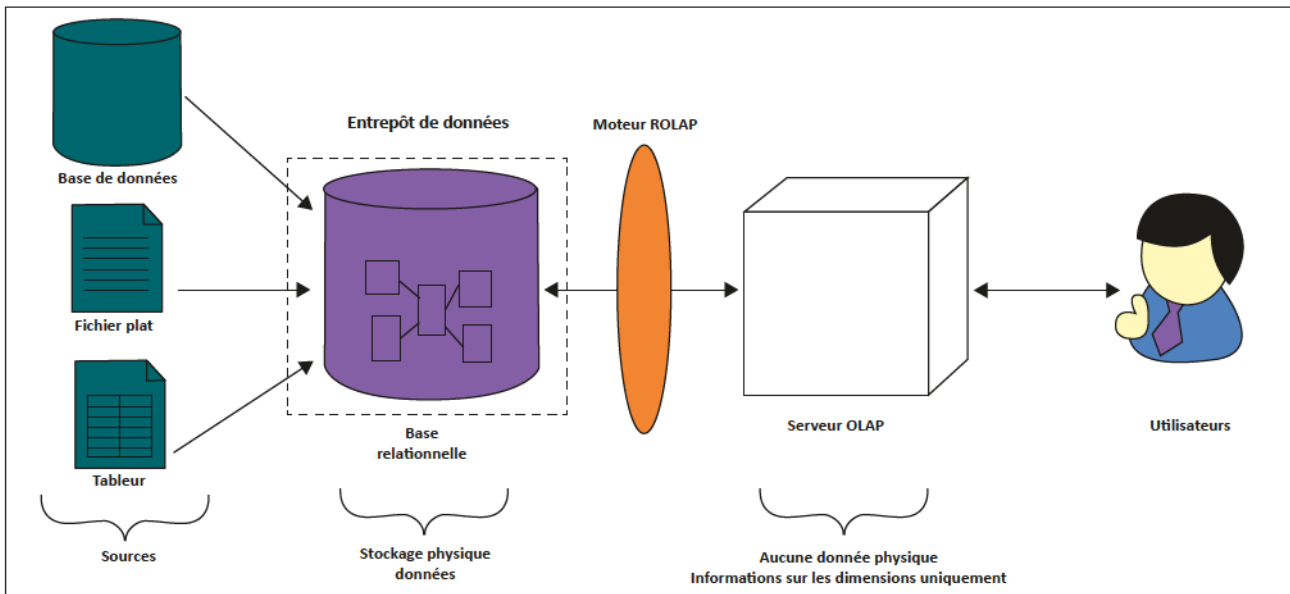 Base de données
Fichier plat
Tableur
Sources
Entrepôt de données
Base
relationnelle
Stockage physique
données
Moteur ROLAP
Serveur OLAP
Aucune donnée physique
Informations sur les dimensions uniquement
Utilisateurs